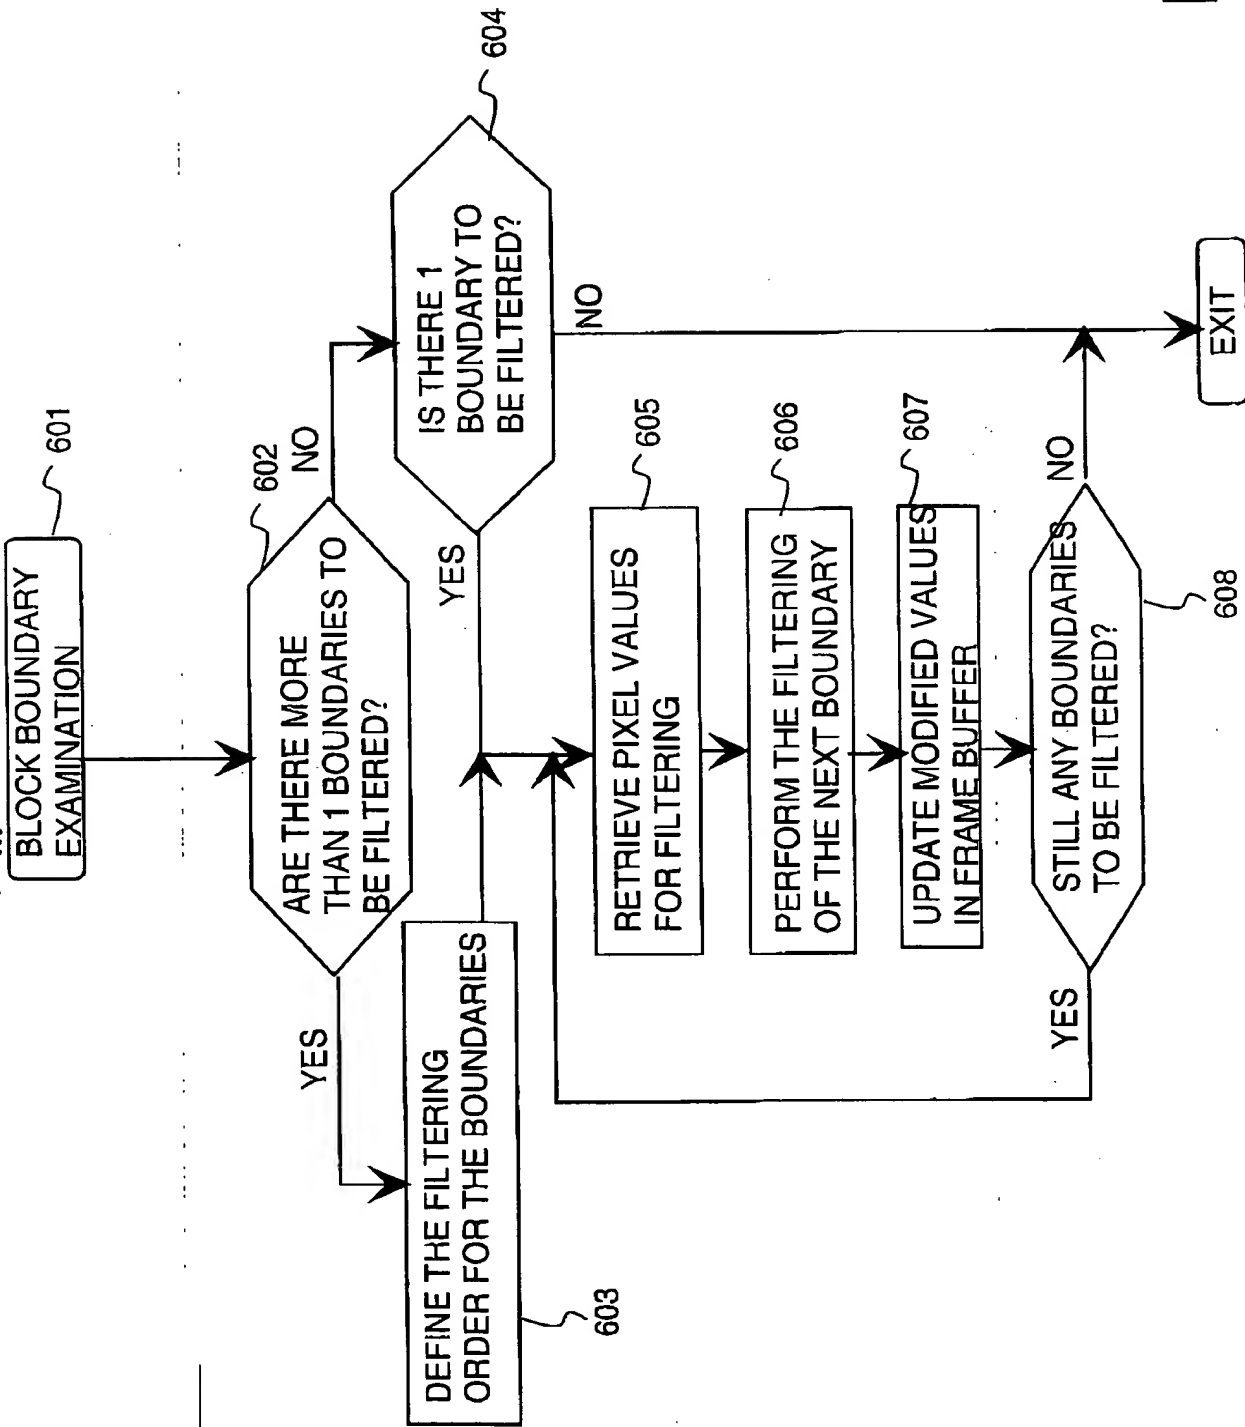 BLOCK BOUNDARY
EXAMINATION
601
ARE THERE MORE
THAN 1 BOUNDARIES TO
BE FILTERED?
602
YES
NO
DEFINE THE FILTERING
ORDER FOR THE BOUNDARIES
603
IS THERE 1
BOUNDARY TO
BE FILTERED?
604
YES
NO
RETRIEVE PIXEL VALUES
FOR FILTERING
605
PERFORM THE FILTERING
OF THE NEXT BOUNDARY
606
UPDATE MODIFIED VALUES
IN FRAME BUFFER
607
STILL ANY BOUNDARIES
TO BE FILTERED?
608
YES
NO
EXIT